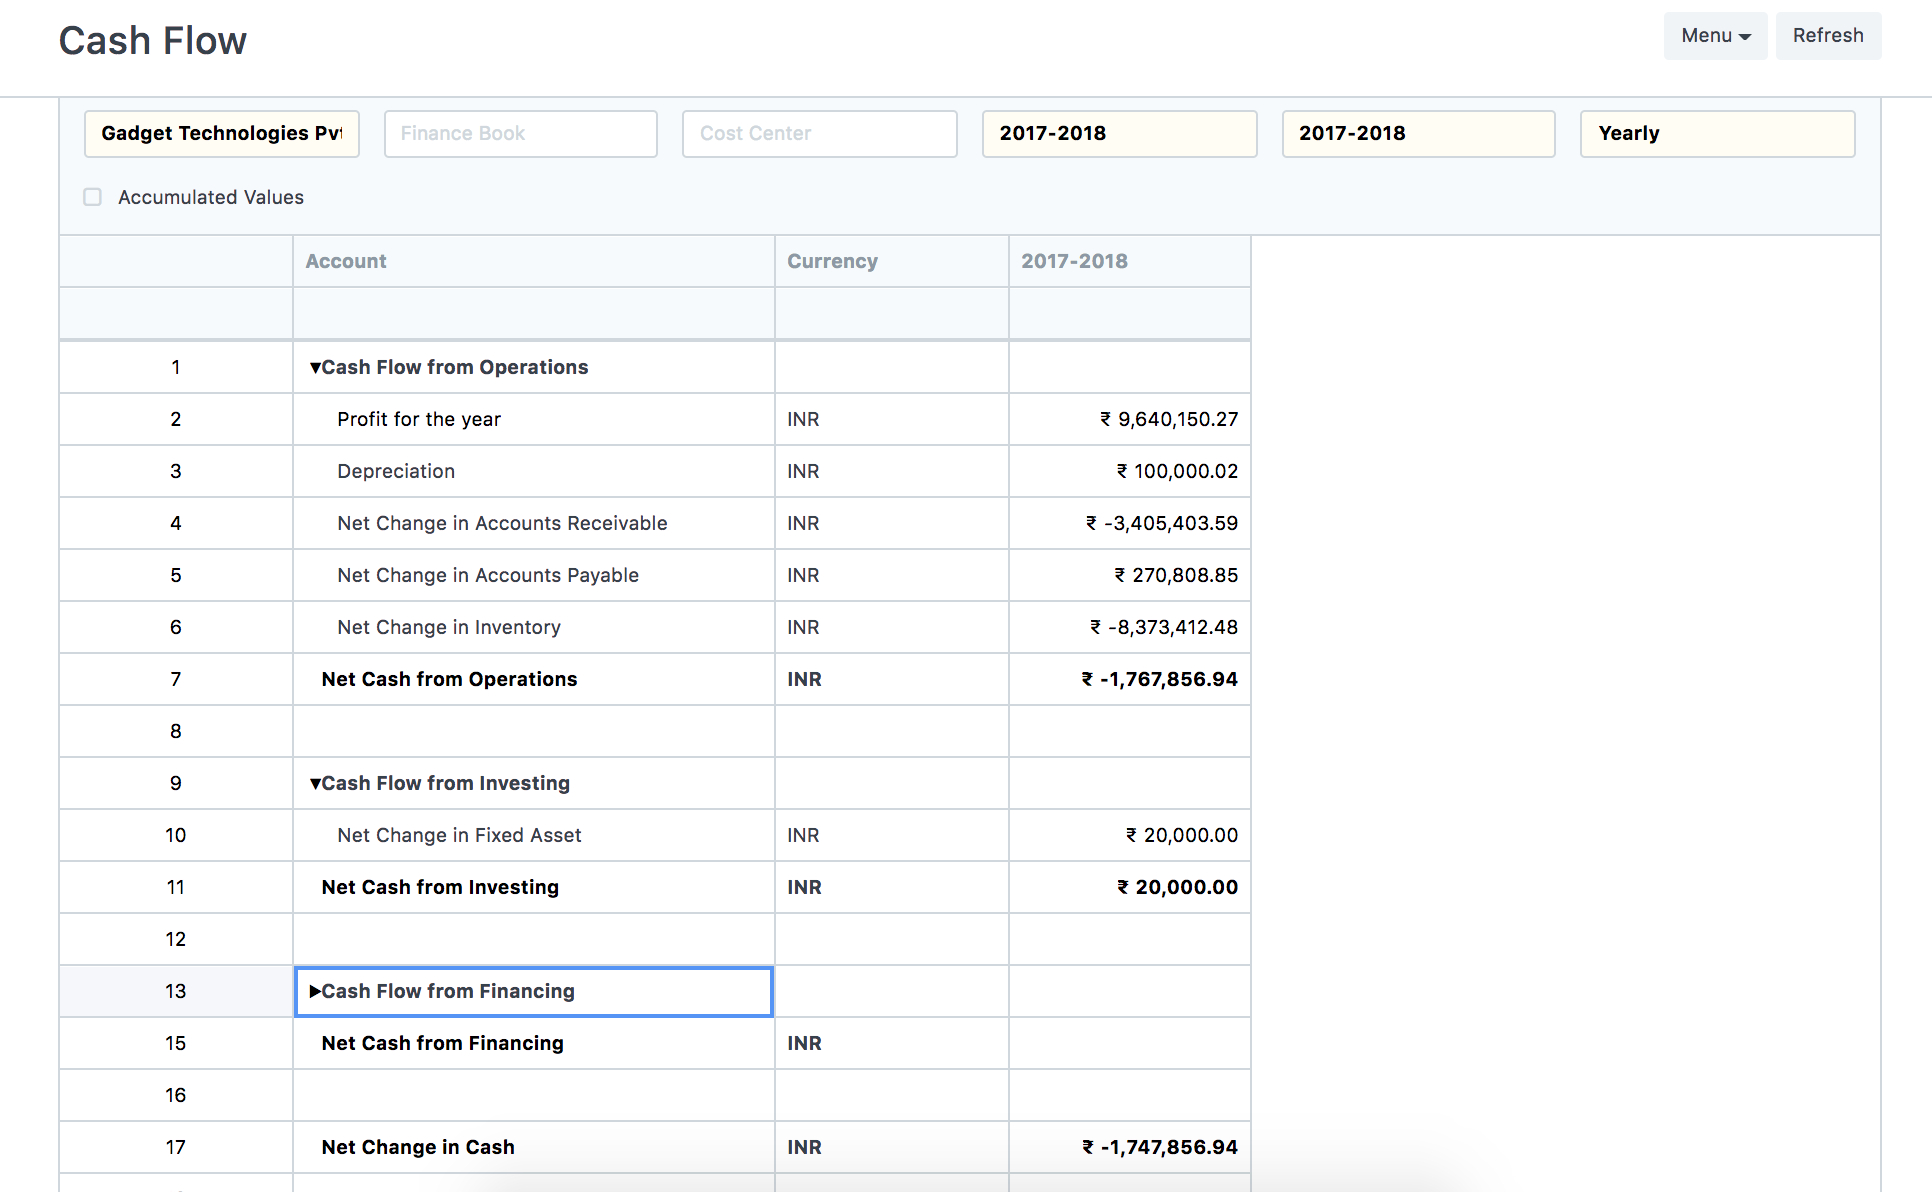 Cash Flow
Menu Refresh
Gadget Technologies Pvt Finance Book Cost Center 2017-2018 2017-2018 Yearly
Accumulated Values
Account Currency 2017-2018
1 ▼Cash Flow from Operations
2 Profit for the year INR ₹ 9,640,150.27
3 Depreciation INR ₹ 100,000.02
4 Net Change in Accounts Receivable INR ₹ -3,405,403.59
5 Net Change in Accounts Payable INR ₹ 270,808.85
6 Net Change in Inventory INR ₹ -8,373,412.48
7 Net Cash from Operations INR ₹ -1,767,856.94
8
9 ▼Cash Flow from Investing
10 Net Change in Fixed Asset INR ₹ 20,000.00
11 Net Cash from Investing INR ₹ 20,000.00
12
13 ▶Cash Flow from Financing
15 Net Cash from Financing INR
16
17 Net Change in Cash INR ₹ -1,747,856.94